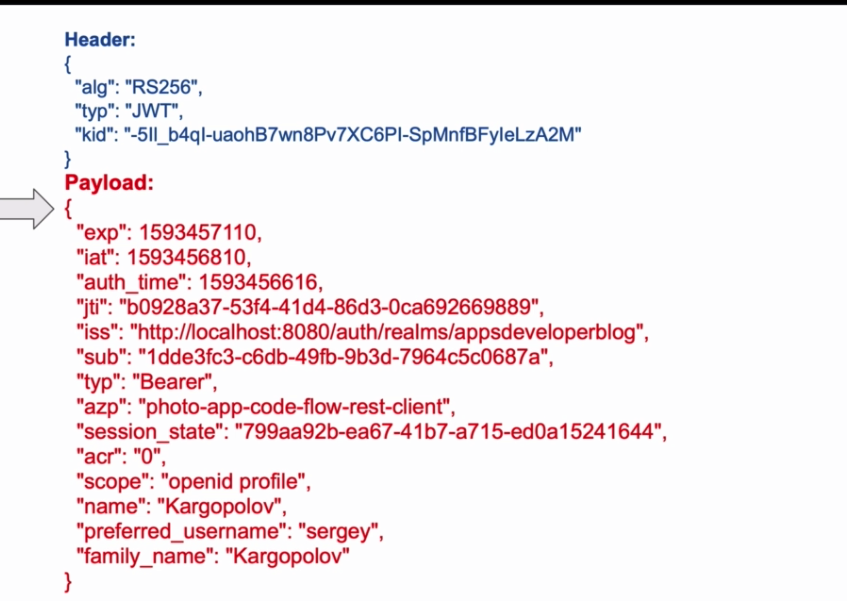 Header:
{
"alg": "RS256",
"typ": "JWT",
"kid": "-5Il_b4qI-uaohB7wn8Pv7XC6PI-SpMnfBFyIeLzA2M"
}
Payload:
{
"exp": 1593457110,
"iat": 1593456810,
"auth_time": 1593456616,
"jti": "b0928a37-53f4-41d4-86d3-0ca692669889",
"iss": "http://localhost:8080/auth/realms/appsdeveloperblog",
"sub": "1dde3fc3-c6db-49fb-9b3d-7964c5c0687a",
"typ": "Bearer",
"azp": "photo-app-code-flow-rest-client",
"session_state": "799aa92b-ea67-41b7-a715-ed0a15241644",
"acr": "0",
"scope": "openid profile",
"name": "Kargopolov",
"preferred_username": "sergey",
"family_name": "Kargopolov"
}